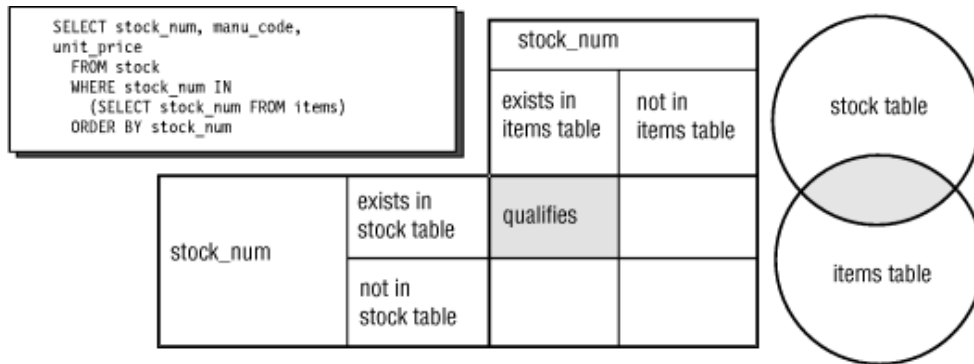 SELECT stock_num, manu_code,
unit_price
FROM stock
WHERE stock_num IN
(SELECT stock_num FROM items)
ORDER BY stock_num
stock_num
exists in
items table
not in
items table
stock_num
exists in
stock table
qualifies
not in
stock table
stock table
items table